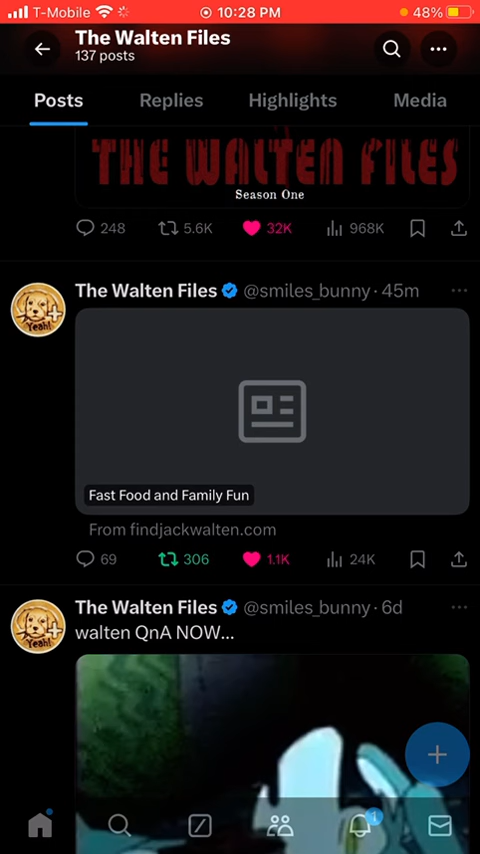 T-Mobile 10:28 PM 48%
The Walten Files
137 posts
Posts Replies Highlights Media
THE WALTEN FILES
Season One
248 5.6K 32K 968K
The Walten Files @smiles_bunny · 45m
Yeah!
Fast Food and Family Fun
From findjackwalten.com
69 306 1.1K 24K
The Walten Files @smiles_bunny · 6d
walten QnA NOW...
Yeah!
1